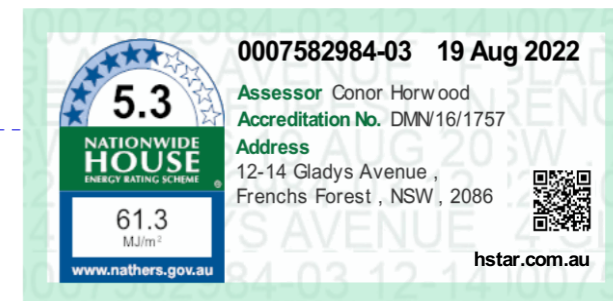 0007582984-03 19 Aug 2022
5.3
NATIONWIDE
HOUSE
ENERGY RATING SCHEME ®
61.3
MJ/m²
www.nathers.gov.au
Assessor Conor Horwood
Accreditation No. DMN/16/1757
Address
12-14 Gladys Avenue ,
Frenchs Forest , NSW , 2086
hstar.com.au